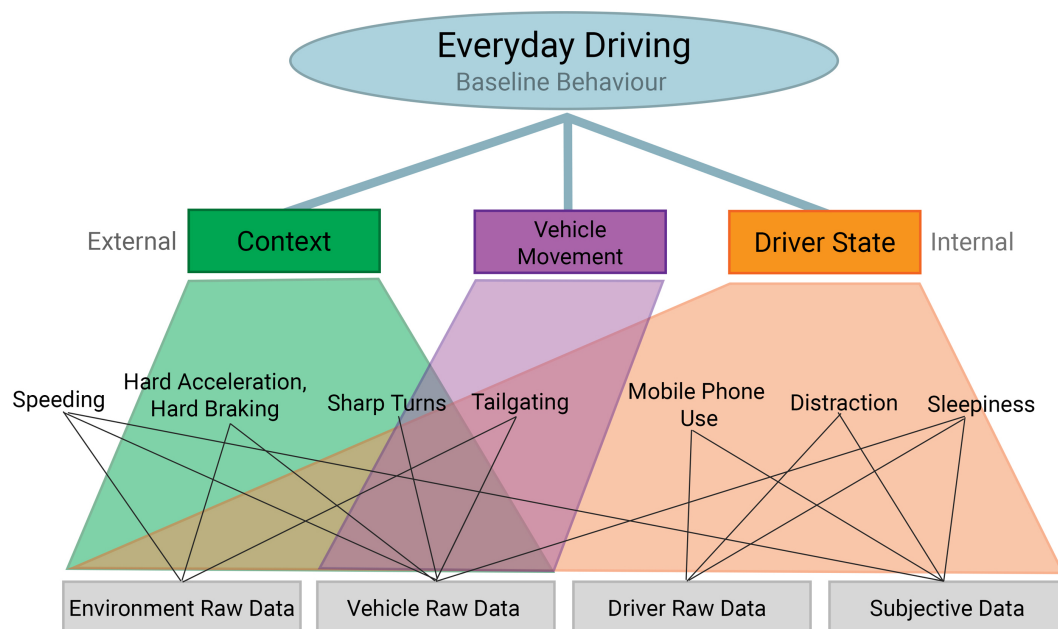 Everyday Driving
Baseline Behaviour
External
Context
Vehicle
Movement
Driver State
Internal
Speeding
Hard Acceleration,
Hard Braking
Sharp Turns
Tailgating
Mobile Phone
Use
Distraction
Sleepiness
Environment Raw Data
Vehicle Raw Data
Driver Raw Data
Subjective Data